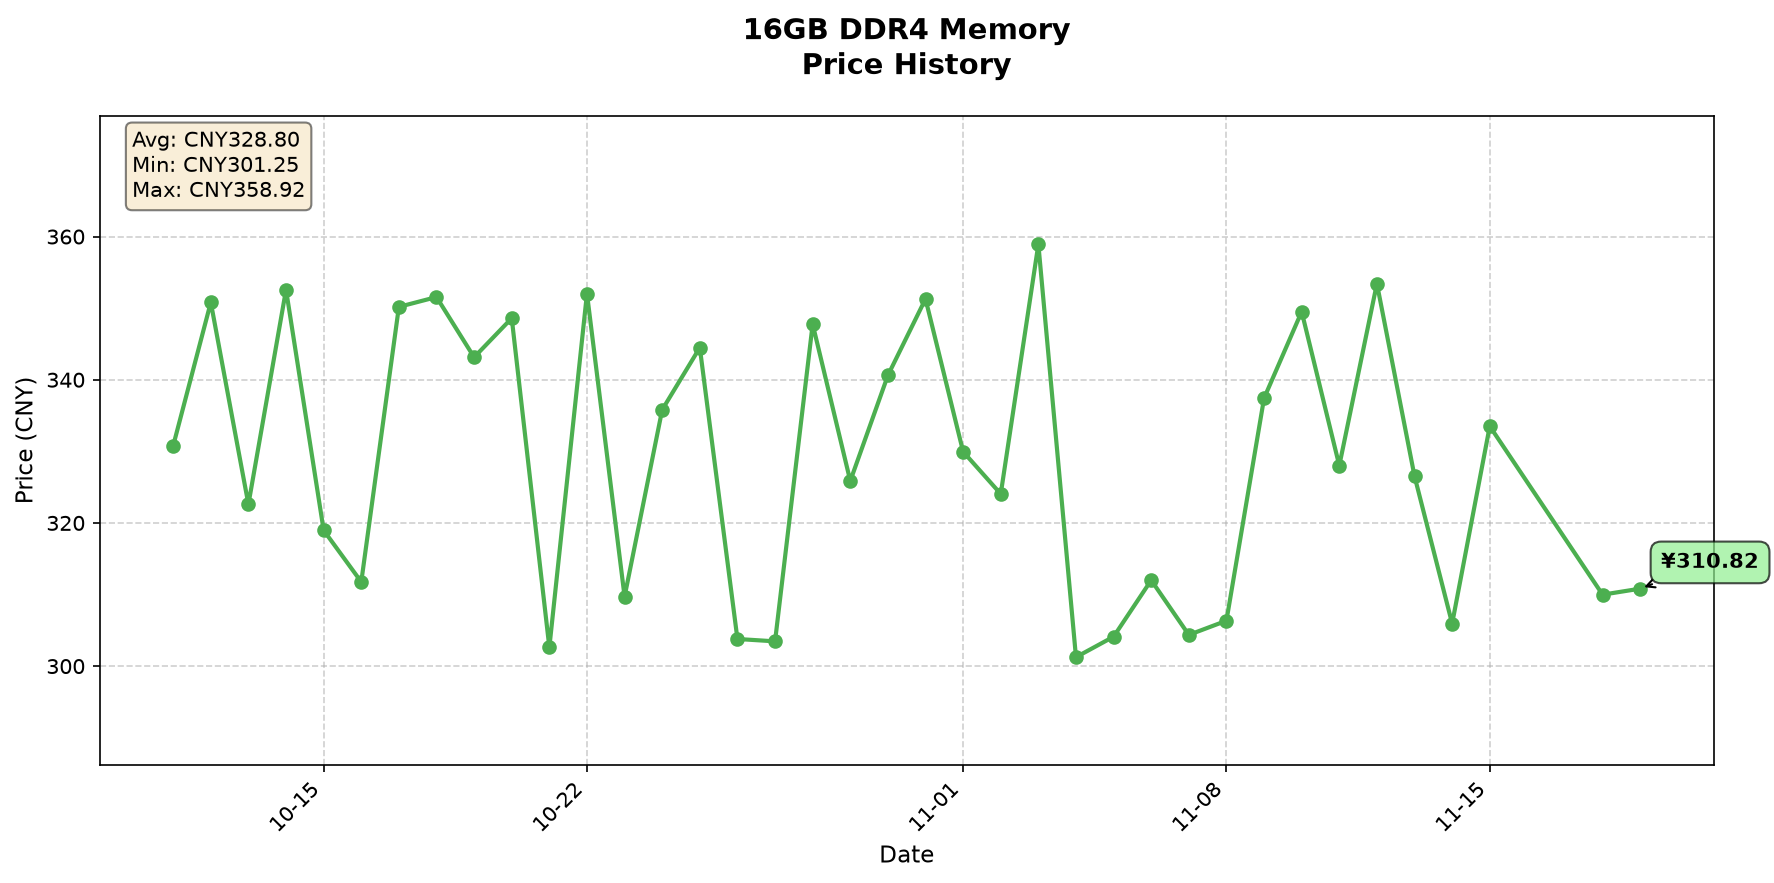 16GB DDR4 Memory
Price History
Avg: CNY328.80
Min: CNY301.25
Max: CNY358.92
360
340
320
300
Price (CNY)
¥310.82
10-15
10-22
11-01
11-08
11-15
Date